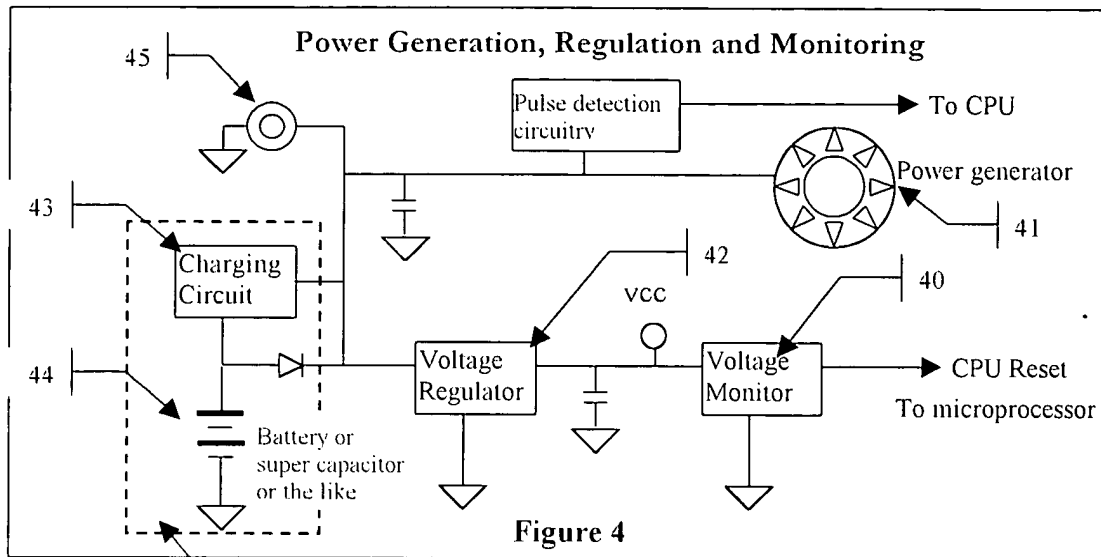 Power Generation, Regulation and Monitoring
45
Pulse detection
circuitry
To CPU
Power generator
41
43
Charging
Circuit
42
VCC
40
44
Voltage
Regulator
Voltage
Monitor
CPU Reset
To microprocessor
Battery or
super capacitor
or the like
Figure 4